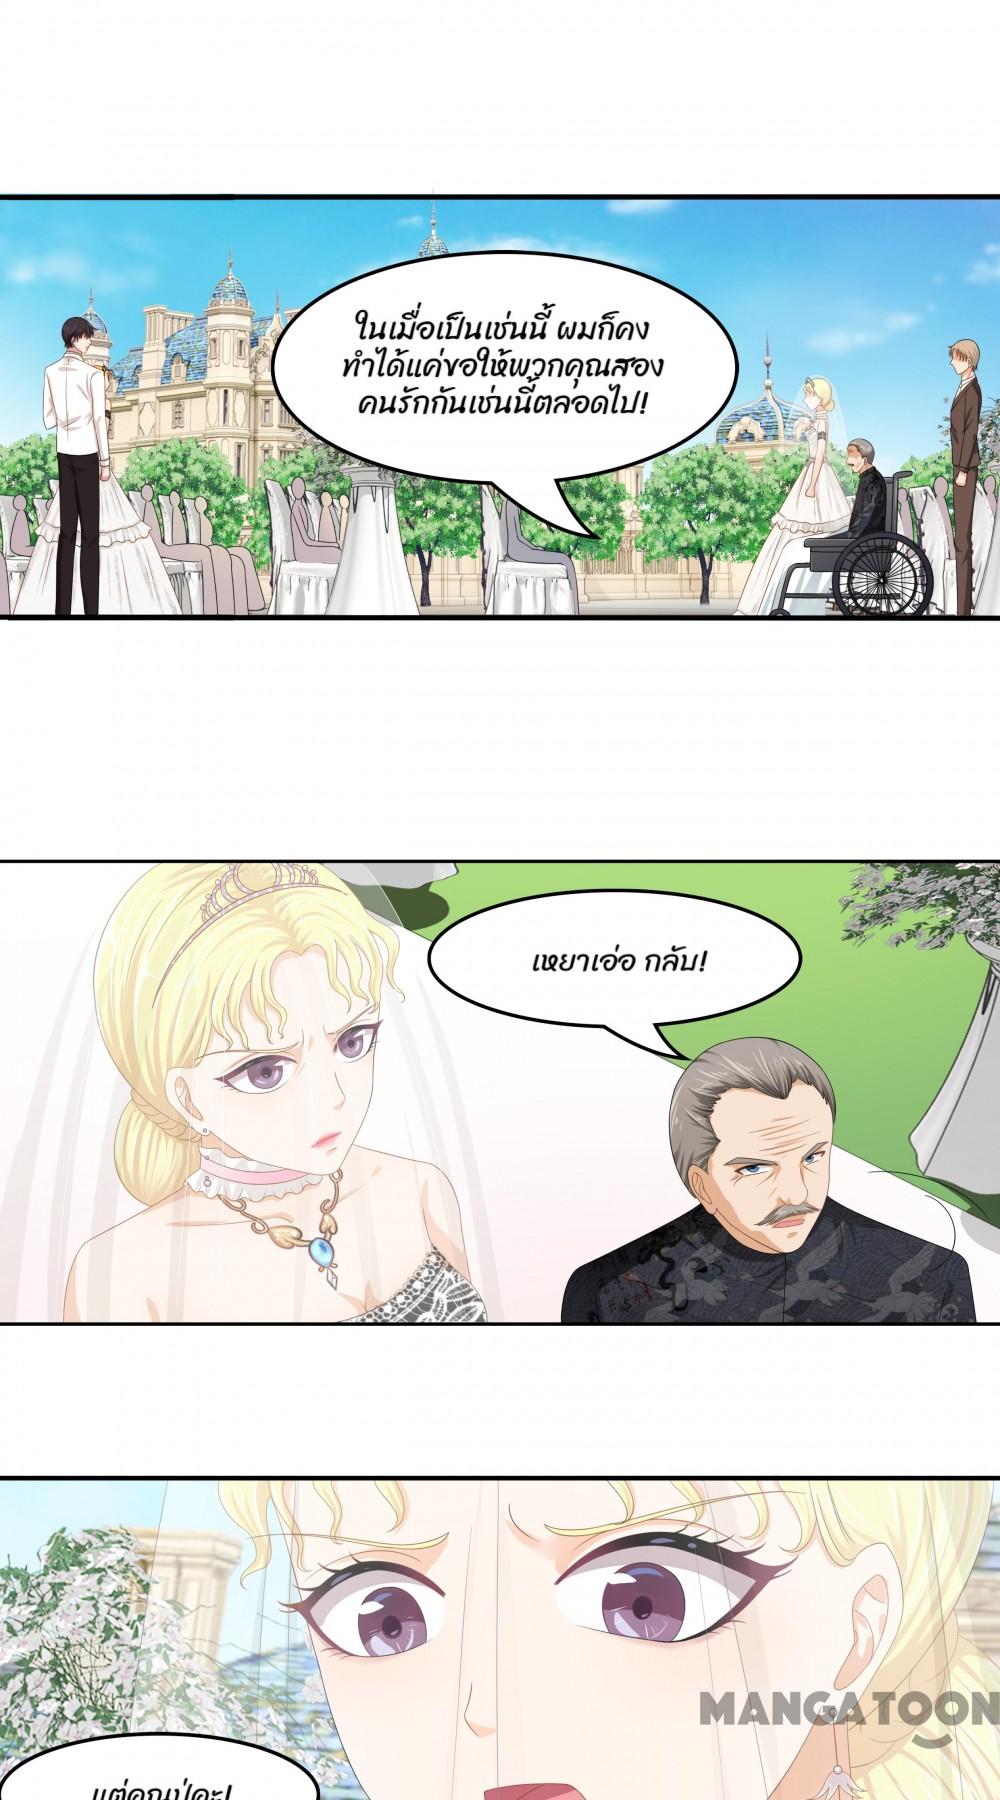 ในเมื่อเป็นเช่นนี้ ผมก็คง
ทำได้แค่ขอให้พวกคุณสอง
คนรักกันเช่นนี้ตลอดไป!
เหยาเอ๋อ กลับ!
MANGATOON
แต่คุณปู่คะ!